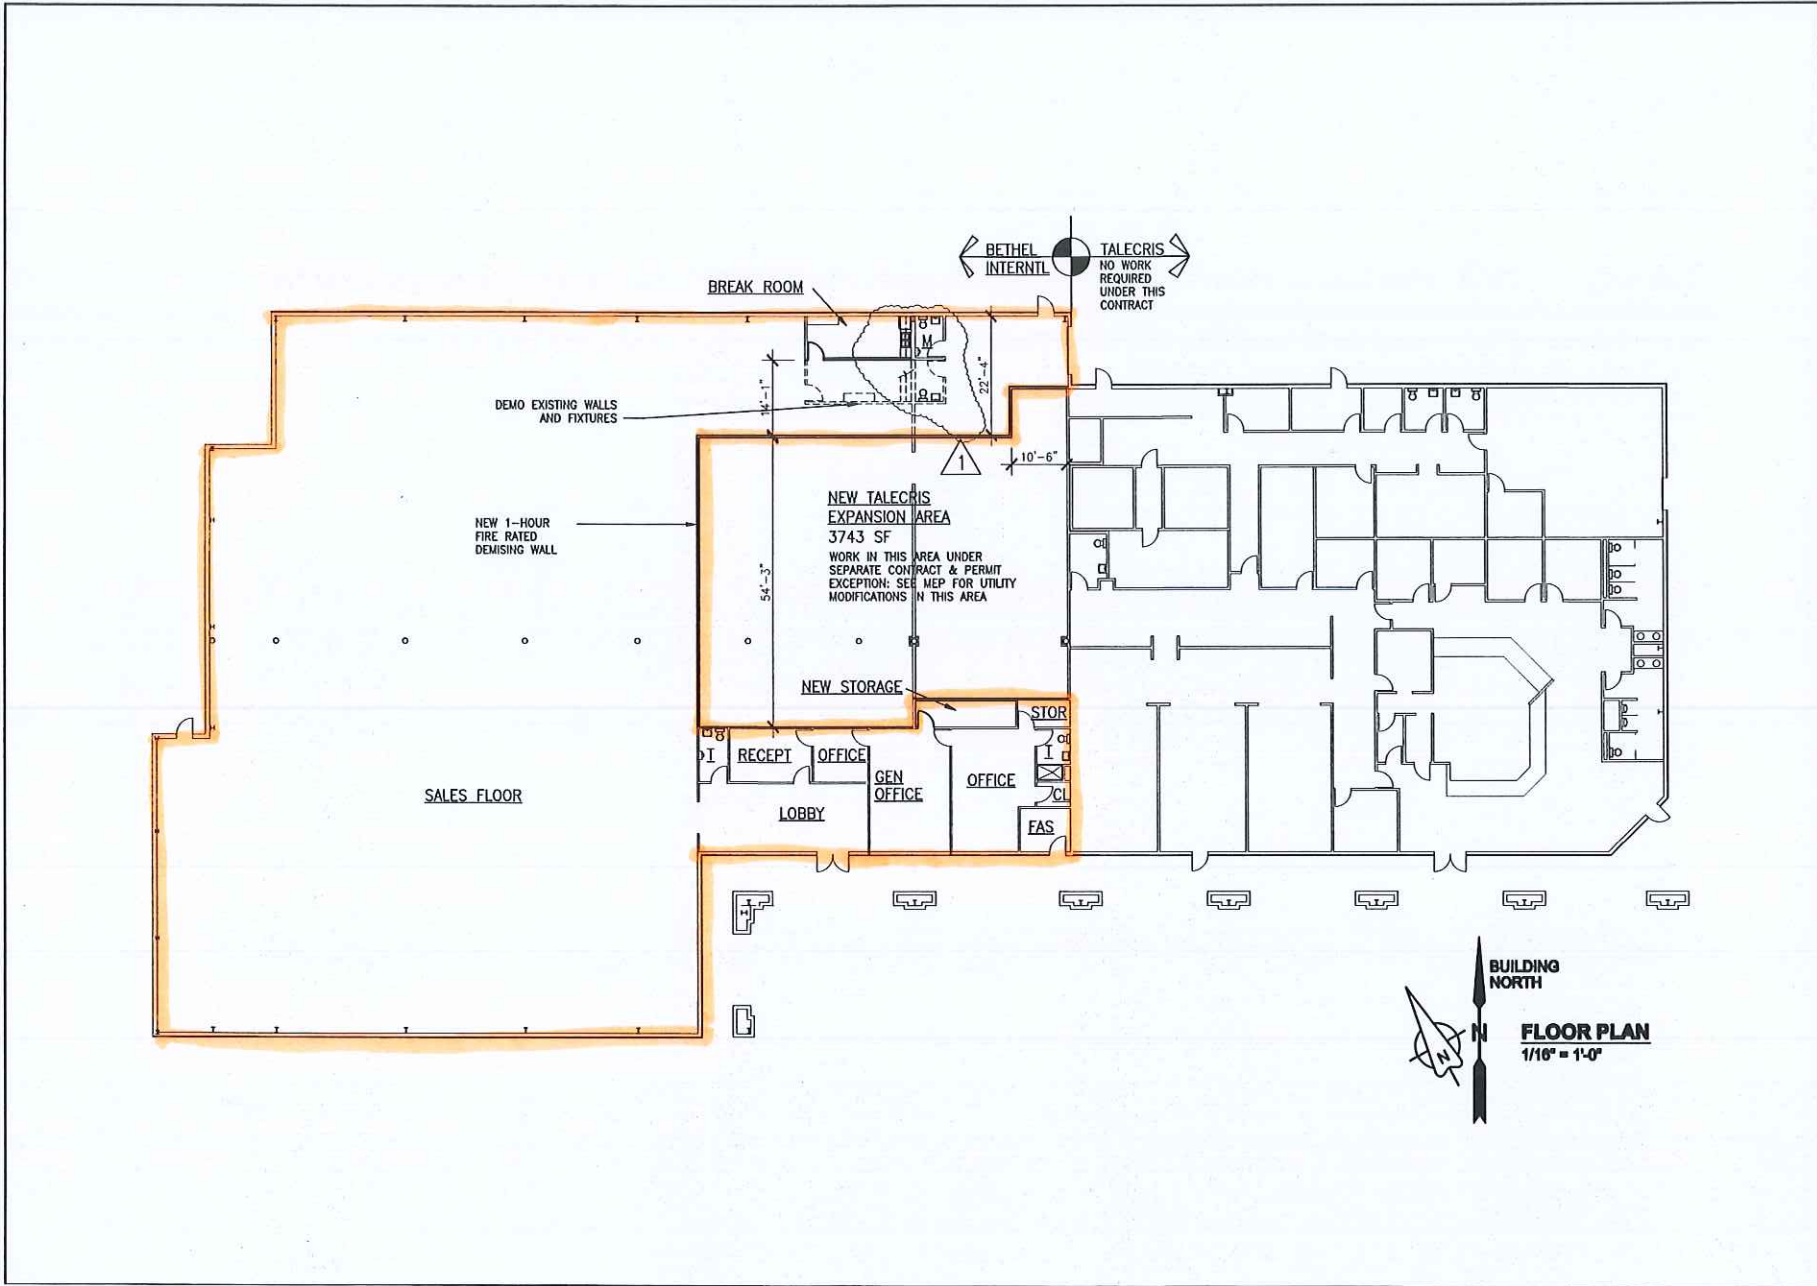 BETHEL
INTERNTL
TALECRIS
NO WORK
REQUIRED
UNDER THIS
CONTRACT
BREAK ROOM
M
22'-4"
14'-1"
DEMO EXISTING WALLS
AND FIXTURES
1
10'-6"
NEW TALECRIS
EXPANSION AREA
3743 SF
WORK IN THIS AREA UNDER
SEPARATE CONTRACT & PERMIT
EXCEPTION: SEE MEP FOR UTILITY
MODIFICATIONS IN THIS AREA
NEW 1-HOUR
FIRE RATED
DEMISING WALL
54'-3"
NEW STORAGE
STOR
T
RECEPT
OFFICE
GEN
OFFICE
OFFICE
T
CL
SALES FLOOR
LOBBY
FAS
BUILDING
NORTH
N
N
FLOOR PLAN
1/16" = 1'-0"